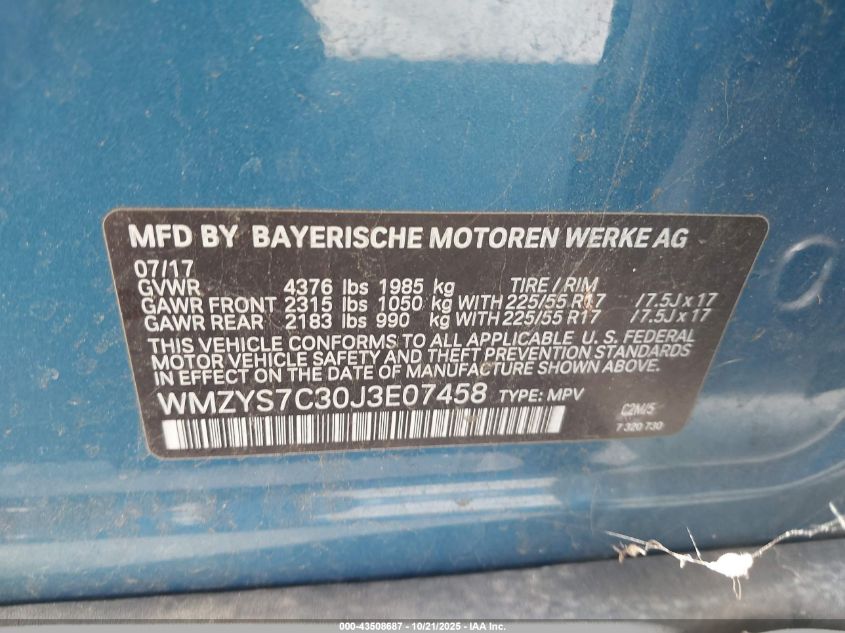 MFD BY BAYERISCHE MOTOREN WERKE AG
07/17
GVWR 4376 lbs 1985 kg TIRE / RIM
GAWR FRONT 2315 lbs 1050 kg WITH 225/55 R17 /7.5J x 17
GAWR REAR 2183 lbs 990 kg WITH 225/55 R17 /7.5J x 17
THIS VEHICLE CONFORMS TO ALL APPLICABLE U. S. FEDERAL
MOTOR VEHICLE SAFETY AND THEFT PREVENTION STANDARDS
IN EFFECT ON THE DATE OF MANUFACTURE SHOWN ABOVE.
WMZYS7C30J3E07458 TYPE: MPV
C2M/5
7 320 730
000-43508687 - 10/21/2025 - IAA Inc.